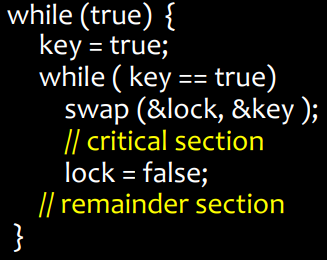 while (true) {
key = true;
while ( key == true)
swap (&lock, &key );
// critical section
lock = false;
// remainder section
}